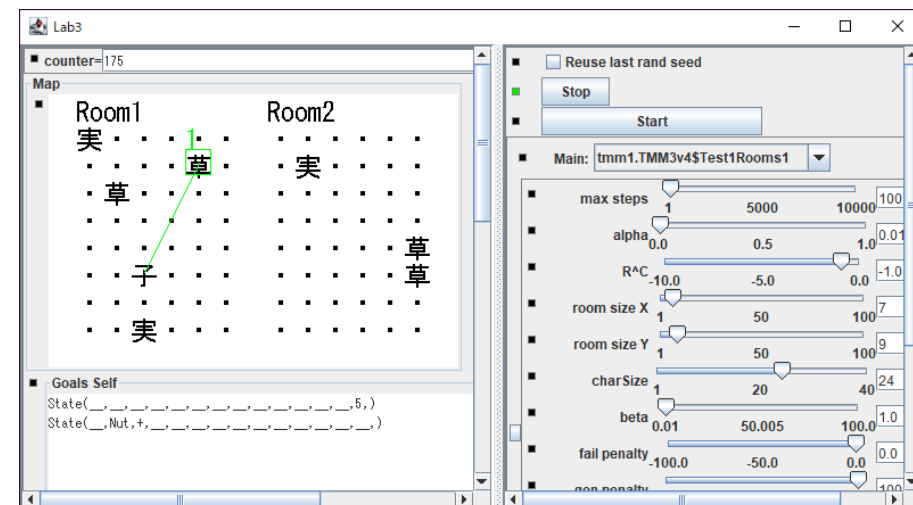 Lab3
counter=175
Map
Room1 Room2
実
1
草 実
草
草
子 草
実
Goals Self
State(__,__,__,__,__,__,__,__,__,__,__,__,5,)
State(__,Nut,+,__,__,__,__,__,__,__,__,__,__,)
Reuse last rand seed
Stop
Start
Main: tmm1.TMM3v4$Test1Rooms1
max steps 1 5000 10000 100
alpha 0.0 0.5 1.0 0.01
R^C -10.0 -5.0 0.0 -1.0
room size X 1 50 100 7
room size Y 1 50 100 9
charSize 1 20 40 24
beta 0.01 50.005 100.0 1.0
fail penalty -100.0 -50.0 0.0 0.0
gen penalty 100